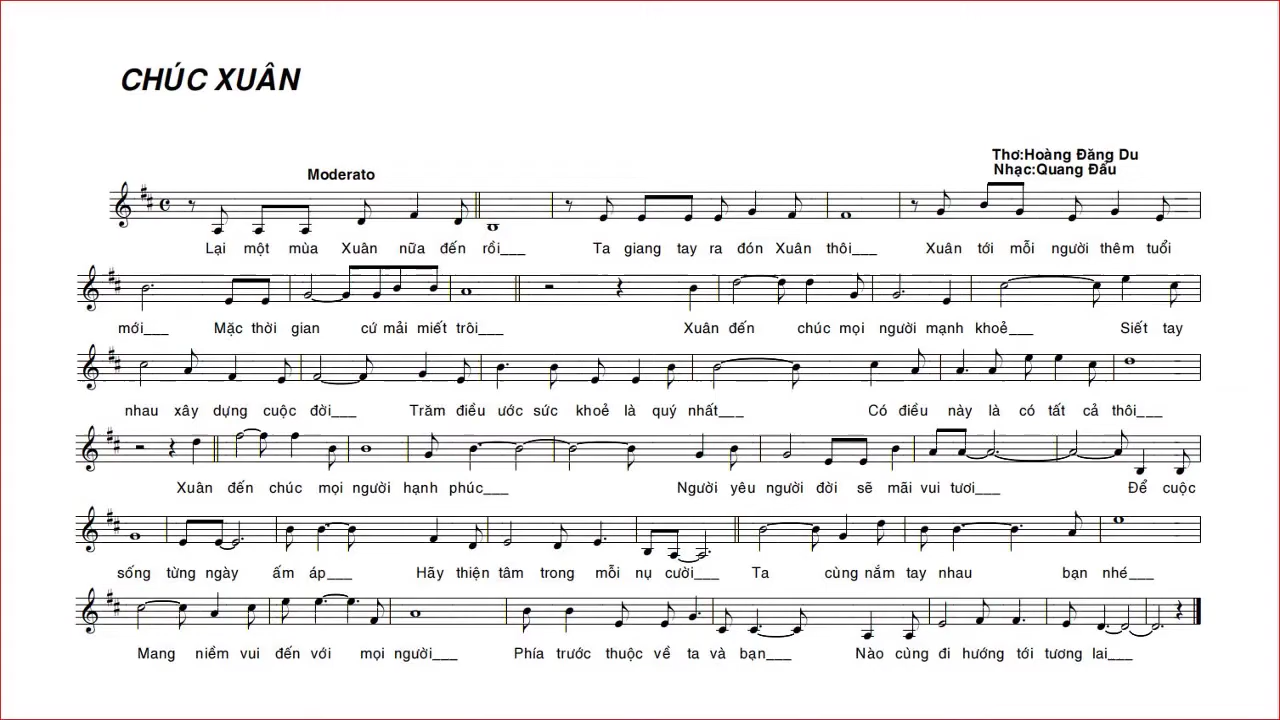 CHÚC XUÂN
Thơ:Hoàng Đăng Du
Moderato
Nhạc:Quang Đẩu
Lại một mùa Xuân nữa đến rồi___ Ta giang tay ra đón Xuân thôi___ Xuân tới mỗi người thêm tuổi
mới___ Mặc thời gian cứ mải miết trôi___ Xuân đến chúc mọi người mạnh khoẻ___ Siết tay
nhau xây dựng cuộc đời___ Trăm điều ước sức khoẻ là quý nhất___ Có điều này là có tất cả thôi___
Xuân đến chúc mọi người hạnh phúc___ Người yêu người đời sẽ mãi vui tươi___ Để cuộc
sống từng ngày ấm áp___ Hãy thiện tâm trong mỗi nụ cười___ Ta cùng nắm tay nhau bạn nhé___
Mang niềm vui đến với mọi người___ Phía trước thuộc về ta và bạn___ Nào cùng đi hướng tới tương lai___